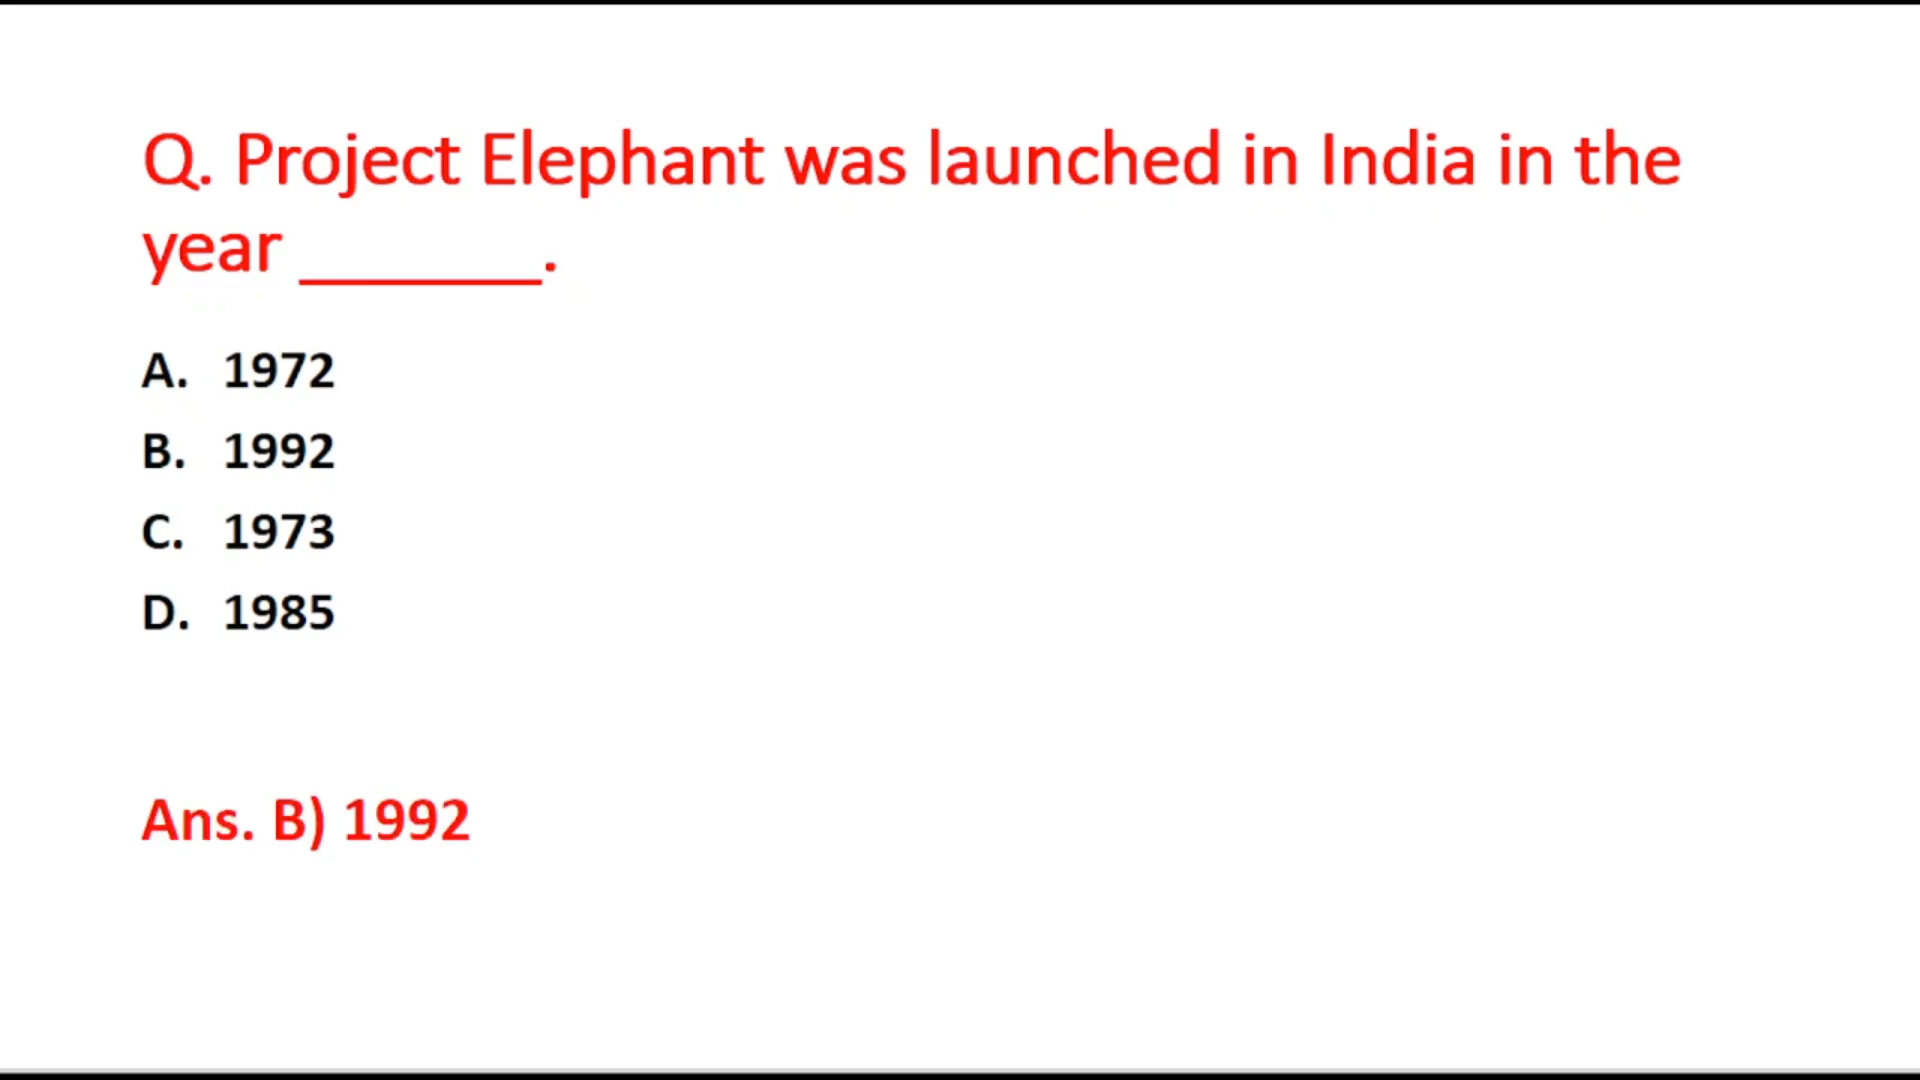 Q. Project Elephant was launched in India in the
year _______.
A. 1972
B. 1992
C. 1973
D. 1985
Ans. B) 1992